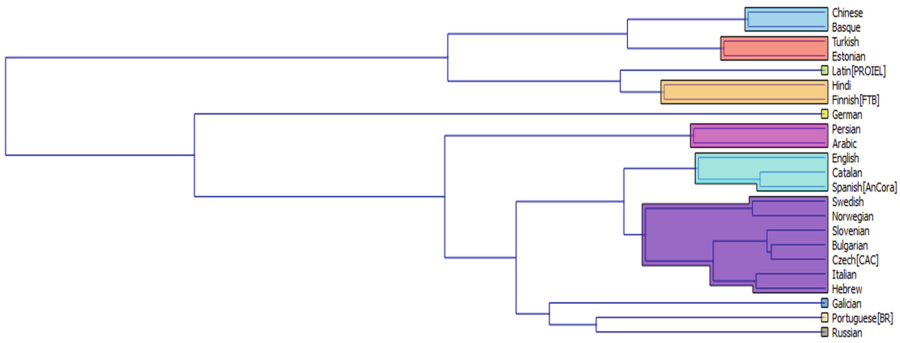 Chinese
Basque
Turkish
Estonian
Latin[PROIEL]
Hindi
Finnish[FTB]
German
Persian
Arabic
English
Catalan
Spanish[AnCora]
Swedish
Norwegian
Slovenian
Bulgarian
Czech[CAC]
Italian
Hebrew
Galician
Portuguese[BR]
Russian